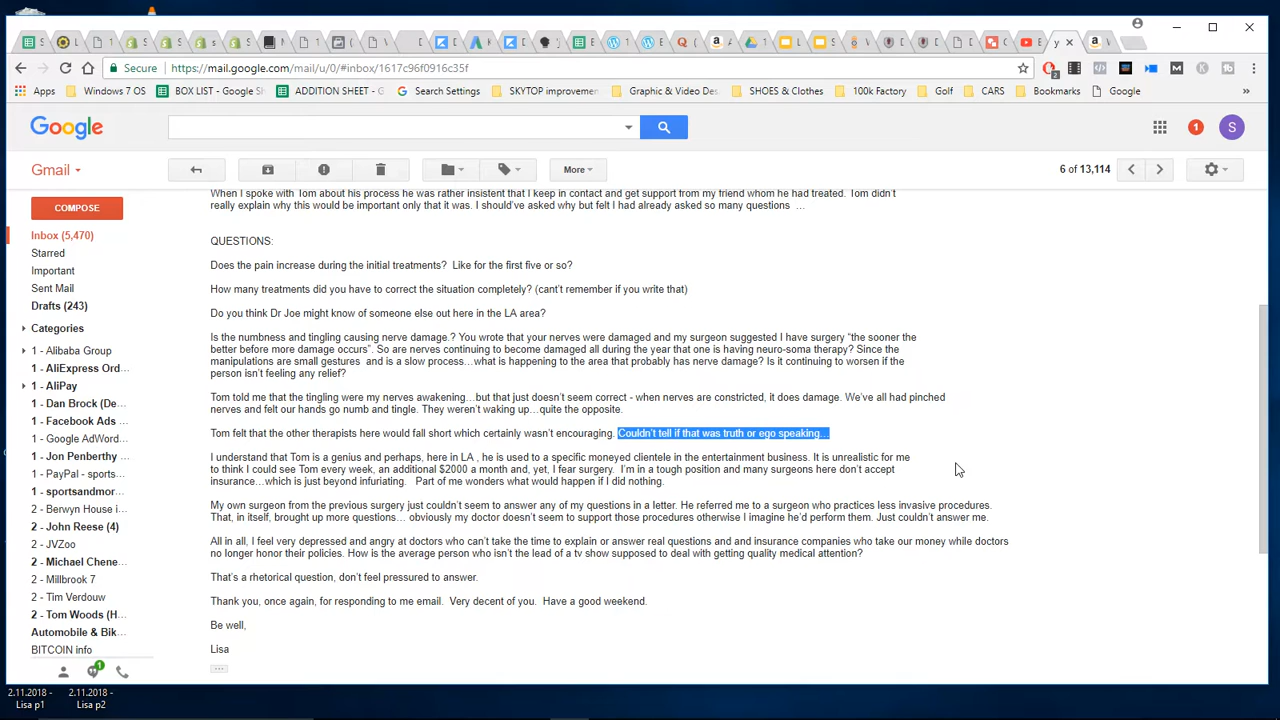 Secure https://mail.google.com/mail/u/0/#inbox/1617c96f0916c35f
Apps Windows 7 OS BOX LIST - Google Sh ADDITION SHEET - G Search Settings SKYTOP improvemen Graphic & Video Des SHOES & Clothes 100k Factory Golf CARS Bookmarks Google »
Google
1 S
Gmail
More
6 of 13,114
COMPOSE
Inbox (5,470)
Starred
Important
Sent Mail
Drafts (243)
Categories
1 - Alibaba Group
1 - AliExpress Ord...
1 - AliPay
1 - Dan Brock (De...
1 - Facebook Ads ...
1 - Google AdWor...
1 - Jon Penberthy ...
1 - PayPal - sports...
1 - sportsandmor...
2 - Berwyn House i...
2 - John Reese (4)
2 - JVZoo
2 - Michael Chene...
2 - Millbrook 7
2 - Tim Verdouw
2 - Tom Woods (H...
Automobile & Bik...
BITCOIN info
When I spoke with Tom about his process he was rather insistent that I keep in contact and get support from my friend whom he had treated. Tom didn't
really explain why this would be important only that it was. I should've asked why but felt I had already asked so many questions ...
QUESTIONS:
Does the pain increase during the initial treatments? Like for the first five or so?
How many treatments did you have to correct the situation completely? (can't remember if you write that)
Do you think Dr Joe might know of someone else out here in the LA area?
Is the numbness and tingling causing nerve damage.? You wrote that your nerves were damaged and my surgeon suggested I have surgery "the sooner the
better before more damage occurs". So are nerves continuing to become damaged all during the year that one is having neuro-soma therapy? Since the
manipulations are small gestures and is a slow process...what is happening to the area that probably has nerve damage? Is it continuing to worsen if the
person isn't feeling any relief?
Tom told me that the tingling were my nerves awakening...but that just doesn't seem correct - when nerves are constricted, it does damage. We've all had pinched
nerves and felt our hands go numb and tingle. They weren't waking up...quite the opposite.
Tom felt that the other therapists here would fall short which certainly wasn't encouraging. Couldn't tell if that was truth or ego speaking...
I understand that Tom is a genius and perhaps, here in LA , he is used to a specific moneyed clientele in the entertainment business. It is unrealistic for me
to think I could see Tom every week, an additional $2000 a month and, yet, I fear surgery. I'm in a tough position and many surgeons here don't accept
insurance...which is just beyond infuriating. Part of me wonders what would happen if I did nothing.
My own surgeon from the previous surgery just couldn't seem to answer any of my questions in a letter. He referred me to a surgeon who practices less invasive procedures.
That, in itself, brought up more questions... obviously my doctor doesn't seem to support those procedures otherwise I imagine he'd perform them. Just couldn't answer me.
All in all, I feel very depressed and angry at doctors who can't take the time to explain or answer real questions and and insurance companies who take our money while doctors
no longer honor their policies. How is the average person who isn't the lead of a tv show supposed to deal with getting quality medical attention?
That's a rhetorical question, don't feel pressured to answer.
Thank you, once again, for responding to me email. Very decent of you. Have a good weekend.
Be well,
Lisa
2.11.2018 - 2.11.2018 -
Lisa p1 Lisa p2